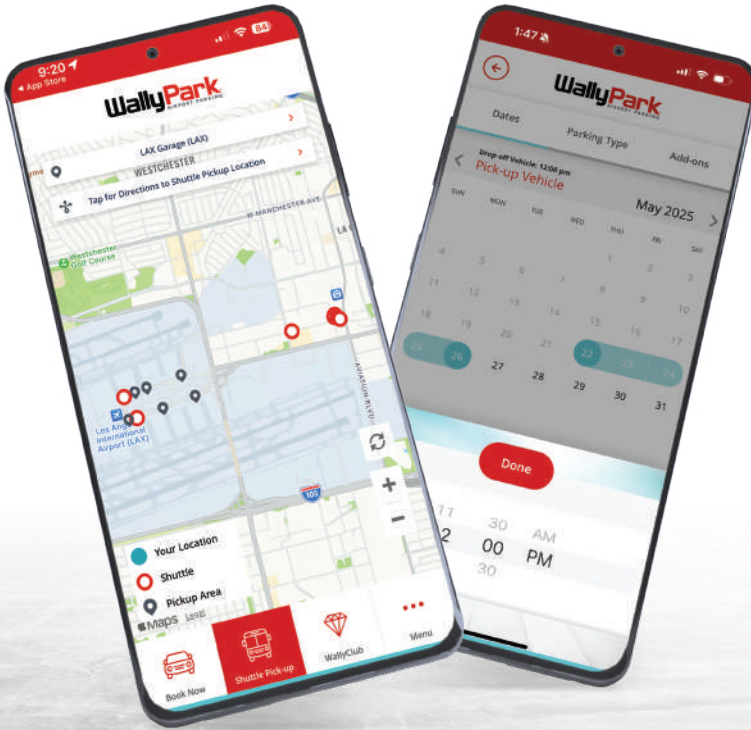 9:20
84
App Store
WallyPark
AIRPORT PARKING
LAX Garage (LAX)
WESTCHESTER
Tap for Directions to Shuttle Pickup Location
W MANCHESTER AVE
Westchester
Golf Course
AVIATION BLVD
International
Airport (LAX)
105
Your Location
Shuttle
Pickup Area
Maps Legal
Book Now
Shuttle Pick-up
WallyClub
Menu
1:47
WallyPark
AIRPORT PARKING
Dates
Parking Type
Add-ons
Drop off Vehicle: 12:00 pm
Pick-up Vehicle
May 2025
SUN MON TUE WED THU FRI SAT
1 2 3
4 5 6 7 8 9 10
11 12 13 14 15 16 17
18 19 20 21 22 23 24
25 26 27 28 29 30 31
Done
11 30 AM
2 00 PM
30